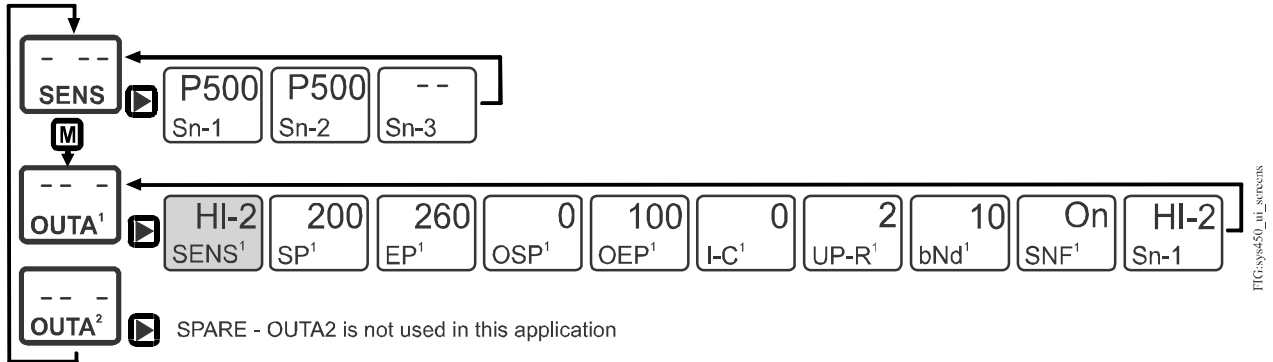 - --
SENS
P500
Sn-1
P500
Sn-2
--
Sn-3
M
-- -
OUTA¹
HI-2
SENS¹
200
SP¹
260
EP¹
0
OSP¹
100
OEP¹
0
I-C¹
2
UP-R¹
10
bNd¹
On
SNF¹
HI-2
Sn-1
-- -
OUTA²
SPARE - OUTA2 is not used in this application
FIG:sys450_ui_screens